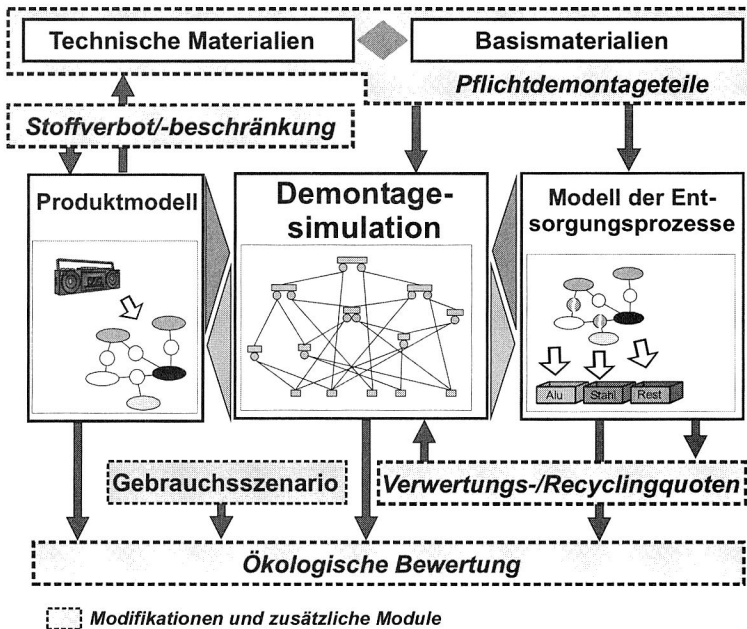 Technische Materialien
Basismaterialien
Pflichtdemontageteile
Stoffverbot/-beschränkung
Produktmodell
Demontage-
simulation
Modell der Ent-
sorgungsprozesse
Alu
Stahl
Rest
Gebrauchsszenario
Verwertungs-/Recyclingquoten
Ökologische Bewertung
Modifikationen und zusätzliche Module